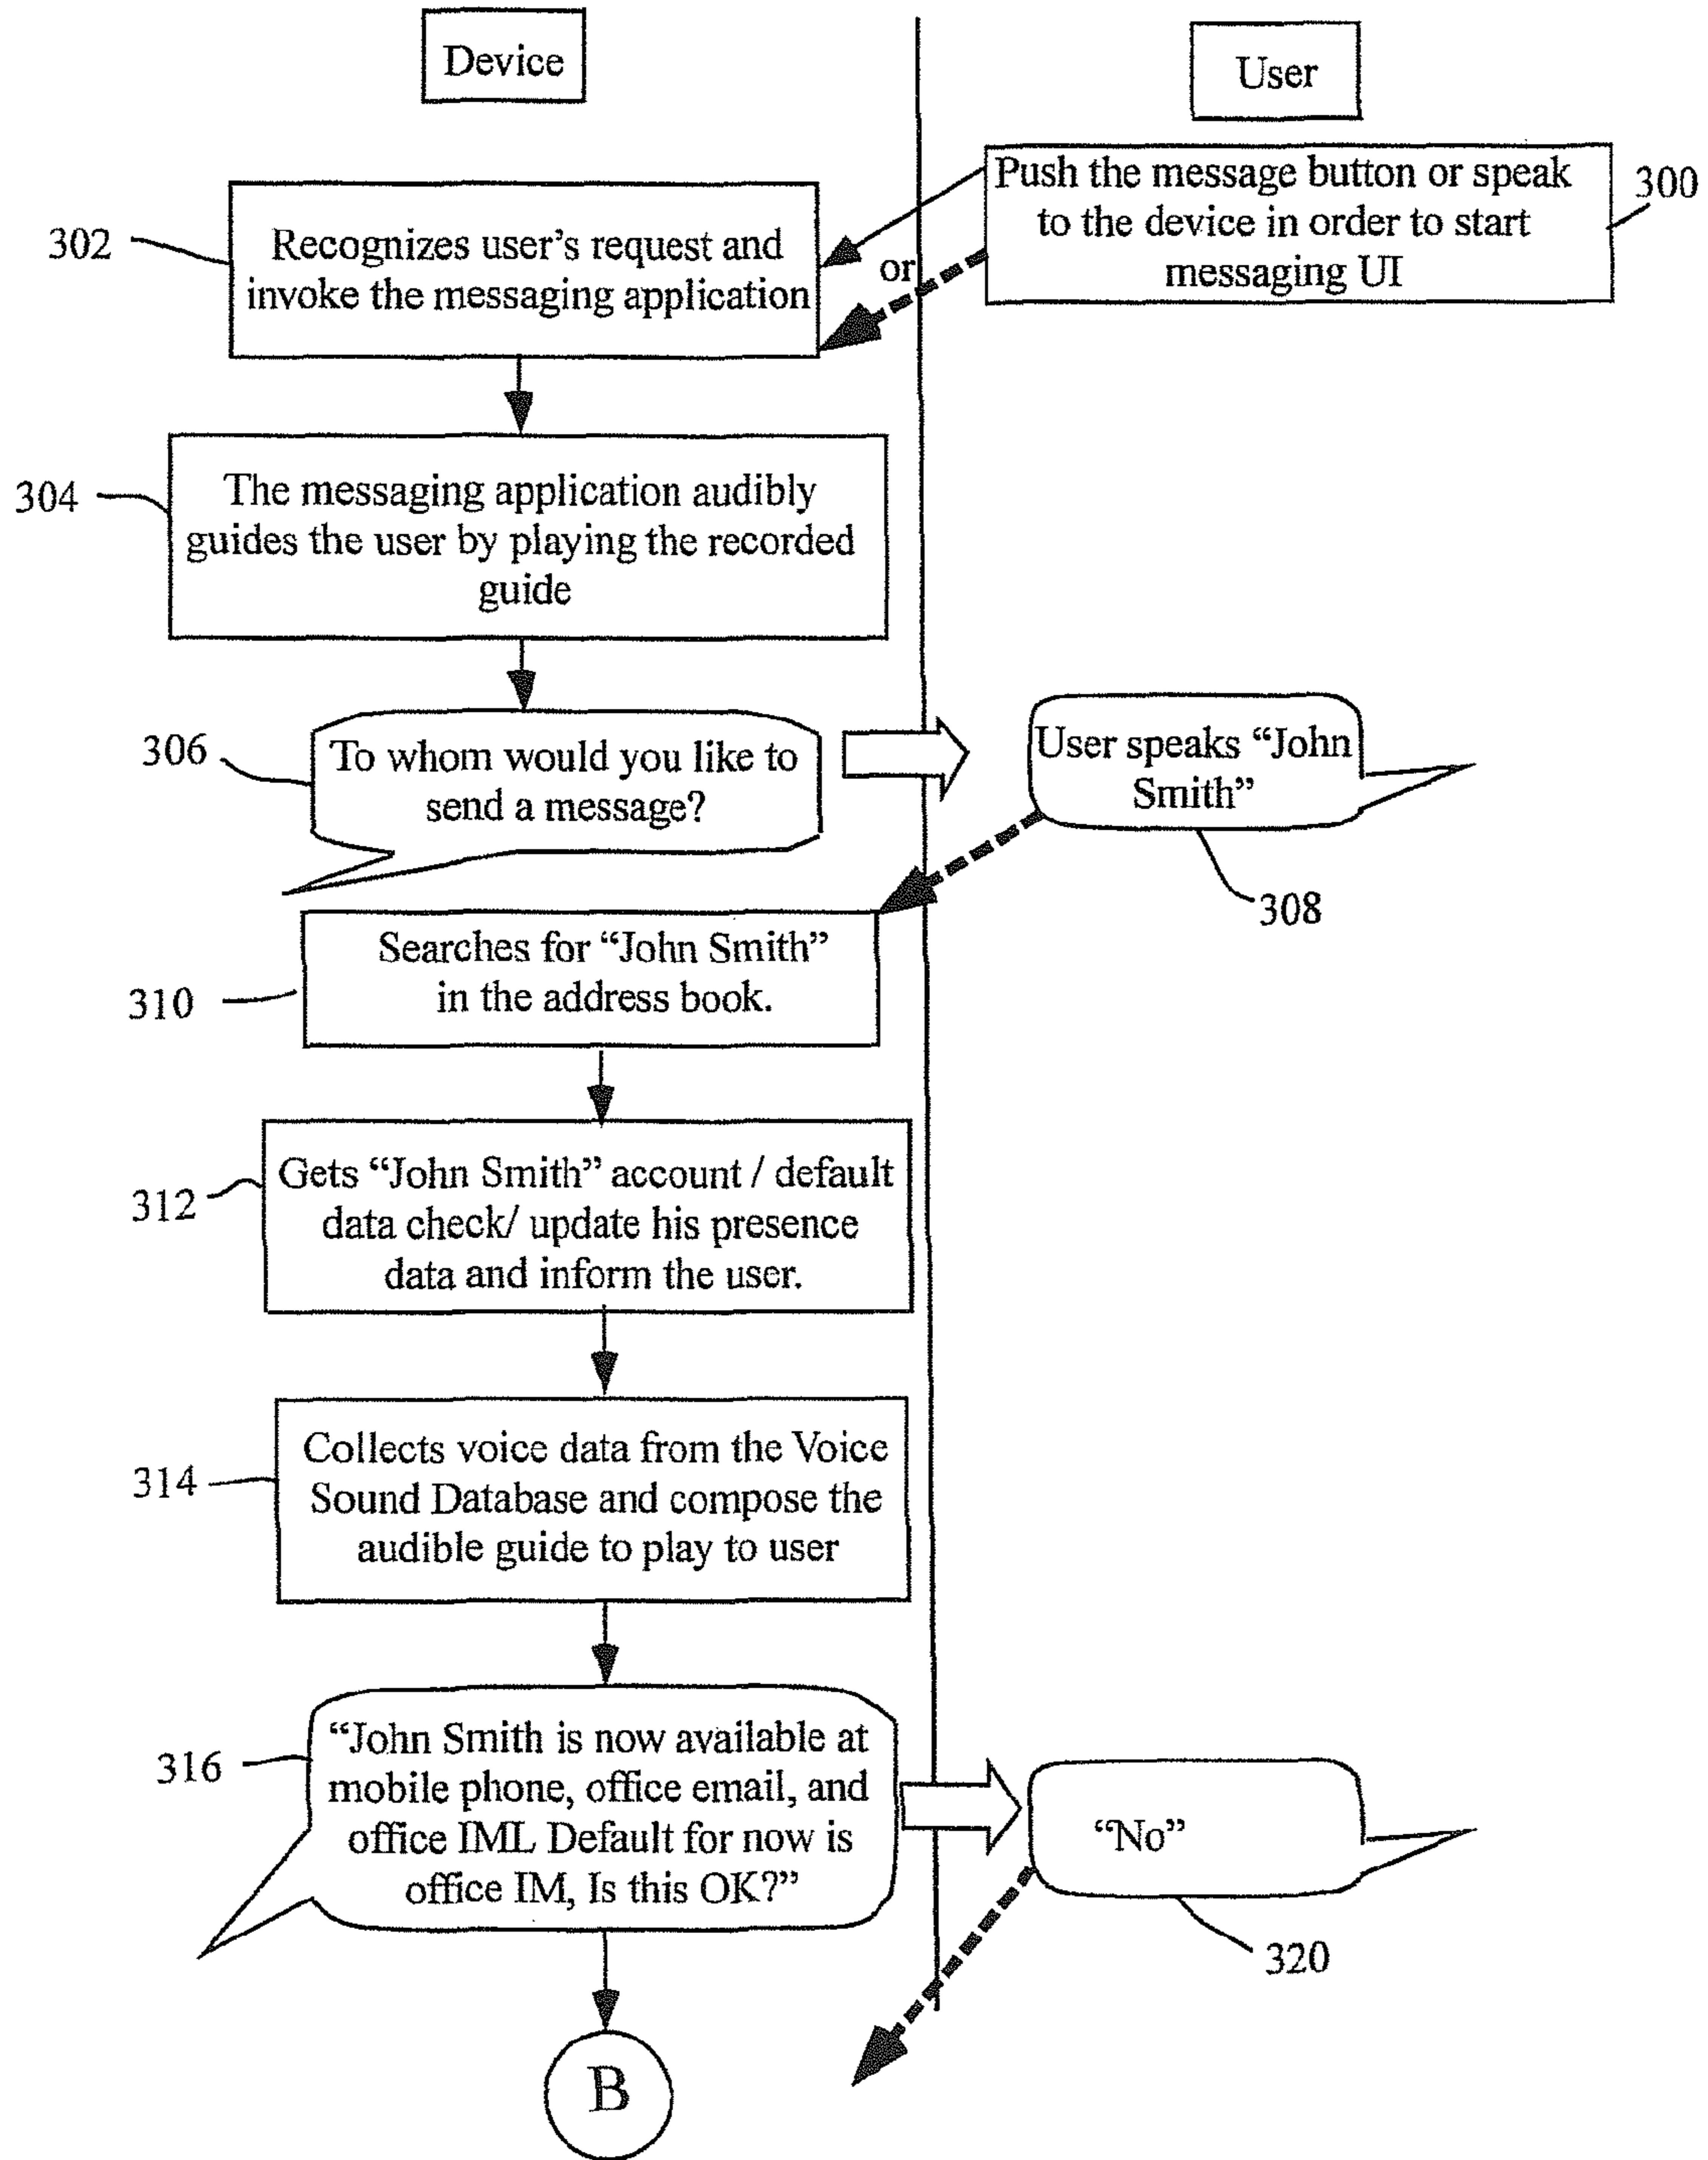 Device
User
Push the message button or speak
to the device in order to start
messaging UI
300
302
Recognizes user's request and
invoke the messaging application
or
304
The messaging application audibly
guides the user by playing the recorded
guide
306
To whom would you like to
send a message?
User speaks “John
Smith”
308
310
Searches for “John Smith”
in the address book.
312
Gets “John Smith” account / default
data check/ update his presence
data and inform the user.
314
Collects voice data from the Voice
Sound Database and compose the
audible guide to play to user
316
“John Smith is now available at
mobile phone, office email, and
office IML Default for now is
office IM, Is this OK?”
“No”
320
B